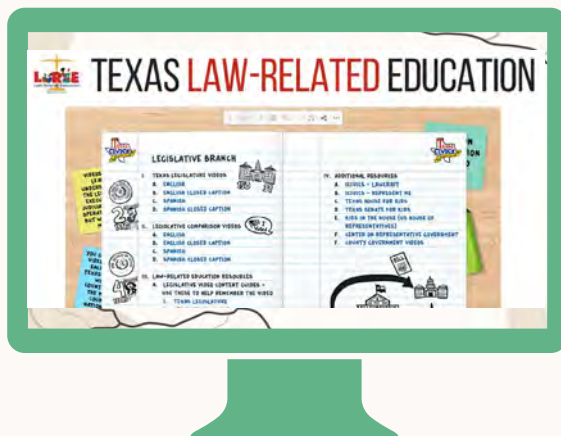 LRE
TEXAS LAW-RELATED EDUCATION
LEGISLATIVE BRANCH
I. TEXAS LEGISLATURE VIDEOS
A. ENGLISH
B. ENGLISH CLOSED CAPTION
C. SPANISH
D. SPANISH CLOSED CAPTION
II. LEGISLATIVE COMPARISON VIDEOS
A. ENGLISH
B. ENGLISH CLOSED CAPTION
C. SPANISH
D. SPANISH CLOSED CAPTION
III. LAW-RELATED EDUCATION RESOURCES
A. LEGISLATIVE VIDEO CONTENT GUIDES -
USE THESE TO HELP REMEMBER THE VIDEO
1. TEXAS LEGISLATURE
IV. ADDITIONAL RESOURCES
A. ICIVICS - LAWCRAFT
B. ICIVICS - REPRESENT ME
C. TEXAS HOUSE FOR KIDS
D. TEXAS SENATE FOR KIDS
E. KIDS IN THE HOUSE (US HOUSE OF
REPRESENTATIVES)
F. CENTER ON REPRESENTATIVE GOVERNMENT
F. COUNTY GOVERNMENT VIDEOS
BILL